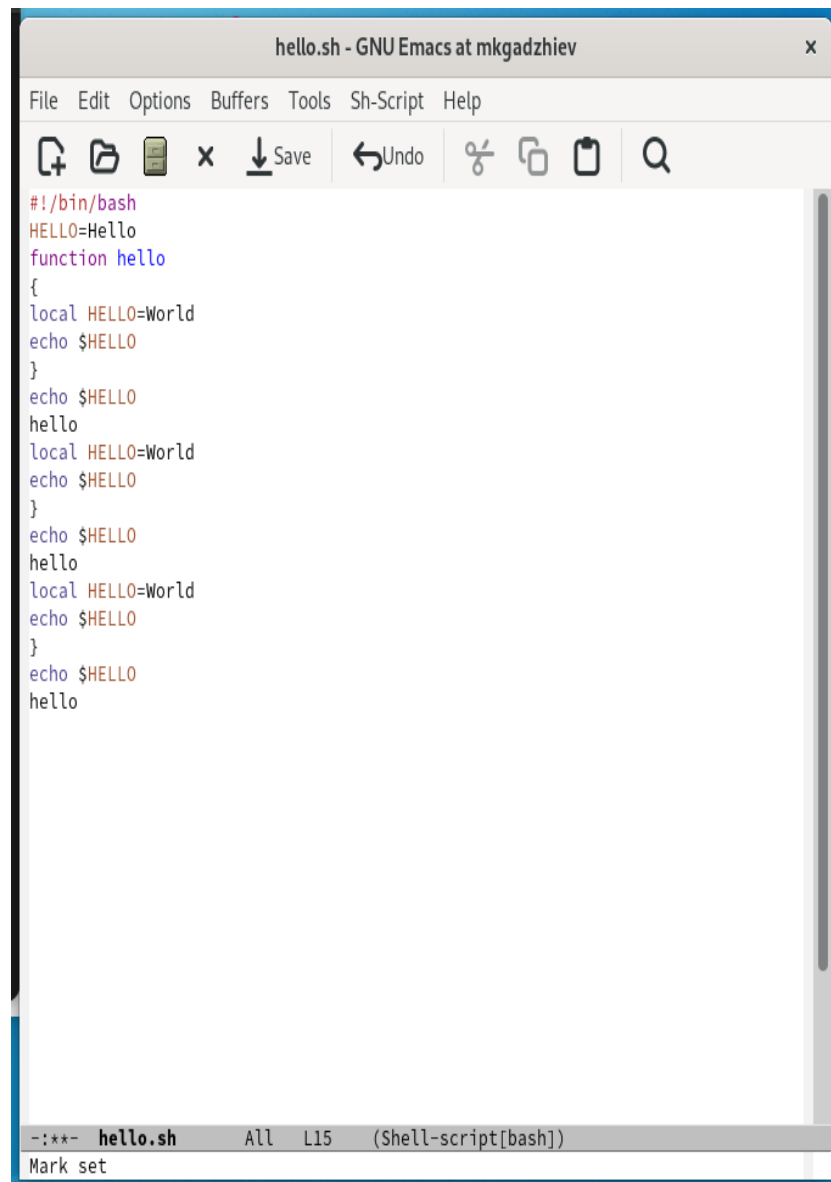 hello.sh - GNU Emacs at mkgadzhiev x
File Edit Options Buffers Tools Sh-Script Help
Save Undo
#!/bin/bash
HELLO=Hello
function hello
{
local HELLO=World
echo $HELLO
}
echo $HELLO
hello
local HELLO=World
echo $HELLO
}
echo $HELLO
hello
local HELLO=World
echo $HELLO
}
echo $HELLO
hello
-:**- hello.sh All L15 (Shell-script[bash])
Mark set